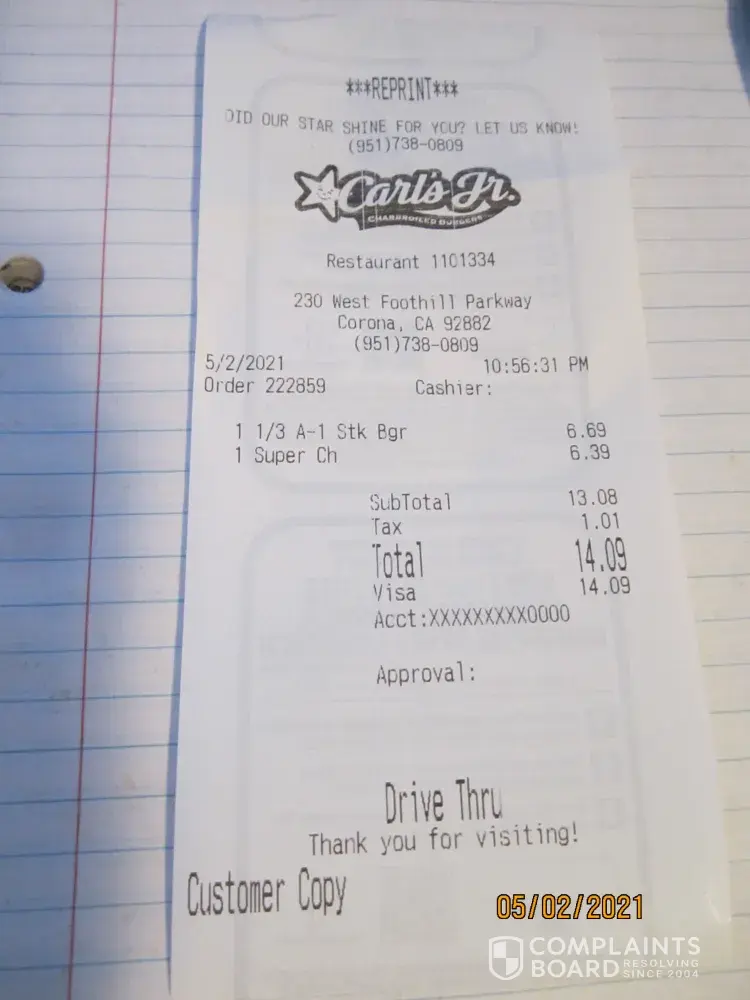 ***REPRINT***
DID OUR STAR SHINE FOR YOU? LET US KNOW!
(951)738-0809
Carl's Jr.
CHARBROILED BURGERS
Restaurant 1101334
230 West Foothill Parkway
Corona, CA 92882
(951)738-0809
5/2/2021 10:56:31 PM
Order 222859 Cashier:
1 1/3 A-1 Stk Bgr 6.69
1 Super Ch 6.39
SubTotal 13.08
Tax 1.01
Total 14.09
Visa 14.09
Acct:XXXXXXXXX0000
Approval:
Drive Thru
Thank you for visiting!
Customer Copy
05/02/2021
COMPLAINTS
BOARD RESOLVING
SINCE 2004